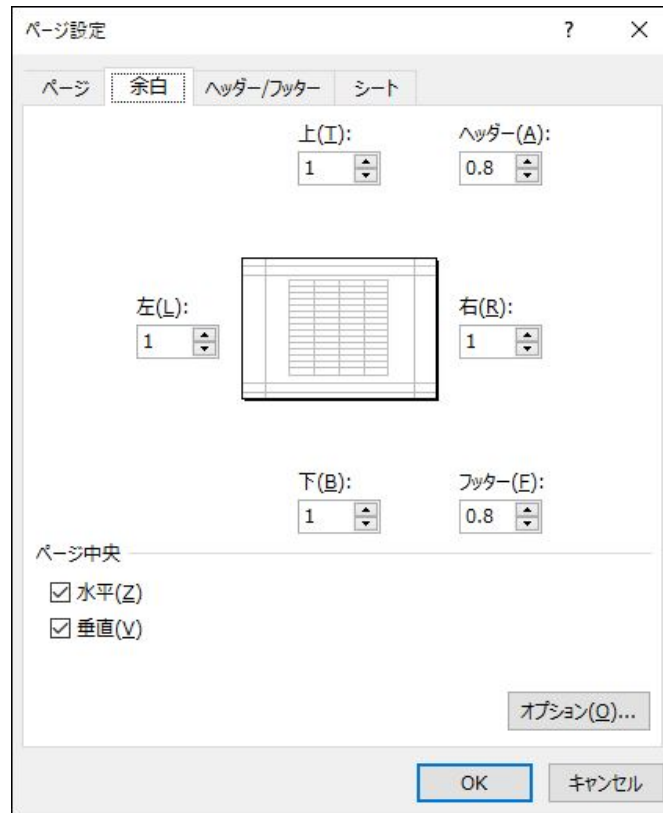 ページ設定
?
ページ 余白 ヘッダー/フッター シート
上(T): ヘッダー(A):
1 0.8
左(L): 右(R):
1 1
下(B): フッター(F):
1 0.8
ページ中央
水平(Z)
垂直(V)
オプション(O)...
OK キャンセル